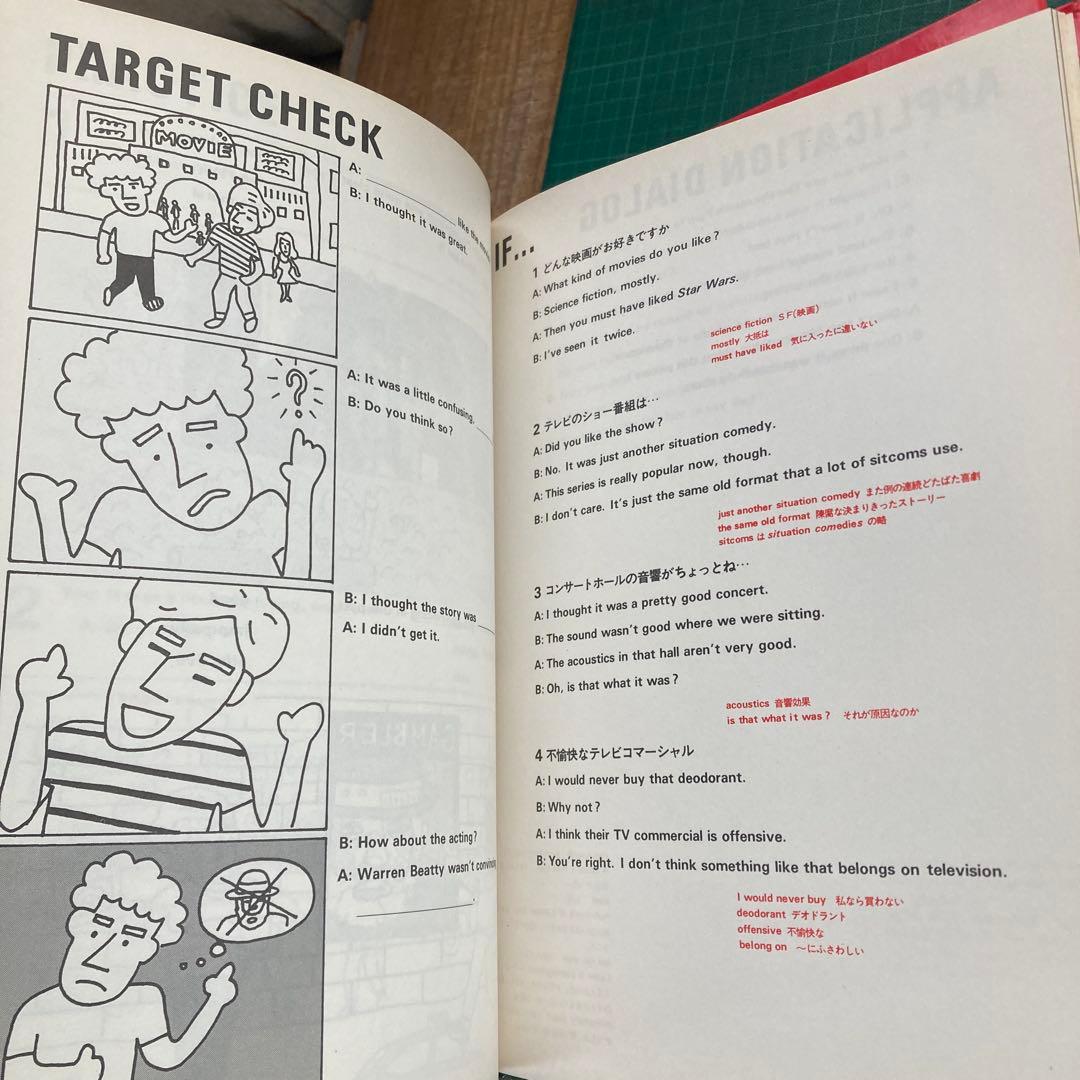 TARGET CHECK
MOVIE
A: ____ like the
B: I thought it was great.
A: It was a little confusing.
B: Do you think so?
B: I thought the story was ____
A: I didn't get it.
B: How about the acting?
A: Warren Beatty wasn't
IF...
1 どんな映画がお好きですか
A: What kind of movies do you like?
B: Science fiction, mostly.
A: Then you must have liked Star Wars.
B: I've seen it twice.
science fiction SF(映画)
mostly 大抵は
must have liked 気に入ったに違いない
2 テレビのショー番組は…
A: Did you like the show?
B: No. It was just another situation comedy.
A: This series is really popular now, though.
B: I don't care. It's just the same old format that a lot of sitcoms use.
just another situation comedy また例の連続どたばた喜劇
the same old format 陳腐な決まりきったストーリー
sitcoms は situation comedies の略
3 コンサートホールの音響がちょっとね…
A: I thought it was a pretty good concert.
B: The sound wasn't good where we were sitting.
A: The acoustics in that hall aren't very good.
B: Oh, is that what it was?
acoustics 音響効果
is that what it was? それが原因なのか
4 不愉快なテレビコマーシャル
A: I would never buy that deodorant.
B: Why not?
A: I think their TV commercial is offensive.
B: You're right. I don't think something like that belongs on television.
I would never buy 私なら買わない
deodorant デオドラント
offensive 不愉快な
belong on 〜にふさわしい
APPLICATION DIALOG